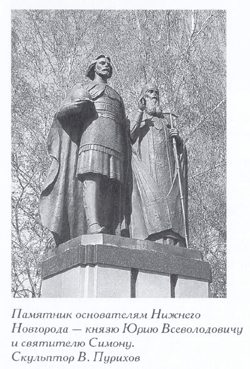 Памятник основателям Нижнего
Новгорода — князю Юрию Всеволодовичу
и святителю Симону.
Скульптор В. Пурихов